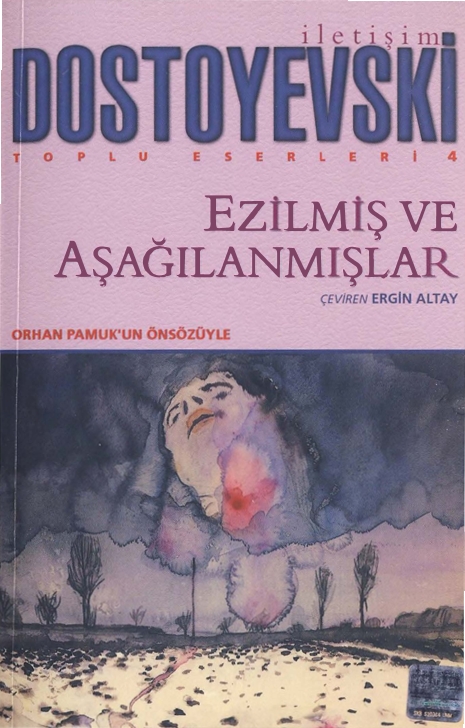 iletişim
DOSTOYEVSKİ
TOPLU ESERLERİ 4
EZİLMİŞ VE
AŞAĞILANMIŞLAR
ÇEVİREN ERGİN ALTAY
ORHAN PAMUK'UN ÖNSÖZÜYLE